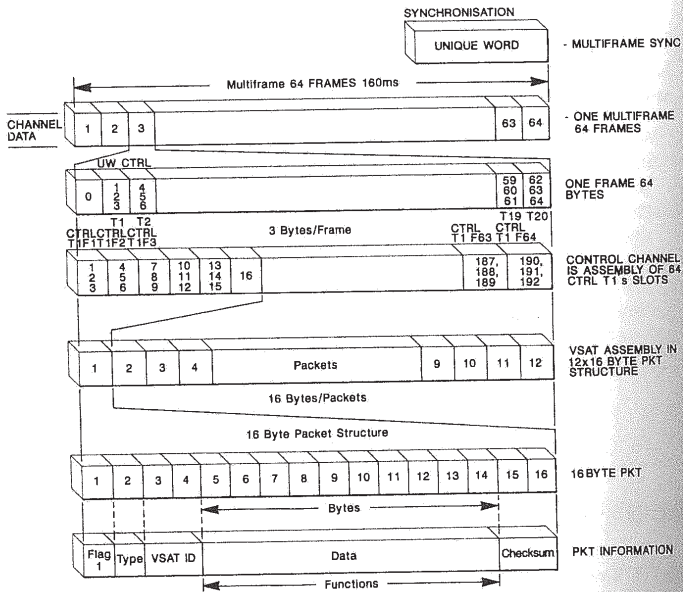 SYNCHRONISATION
UNIQUE WORD
- MULTIFRAME SYNC
Multiframe 64 FRAMES 160ms
CHANNEL
DATA
1 2 3 63 64
- ONE MULTIFRAME
64 FRAMES
UW CTRL
0
1 2 3
4 5 6
59 60 61
62 63 64
ONE FRAME 64
BYTES
T1 T2
T19 T20
3 Bytes/Frame
CTRL CTRL CTRL
T1F1 T1F2 T1F3
CTRL CTRL
T1 F63 T1 F64
1 2 3
4 5 6
7 8 9
10 11 12
13 14 15
16
187, 188, 189
190, 191, 192
CONTROL CHANNEL
IS ASSEMBLY OF 64
CTRL T1 s SLOTS
1 2 3 4 Packets 9 10 11 12
VSAT ASSEMBLY IN
12x16 BYTE PKT
STRUCTURE
16 Bytes/Packets
16 Byte Packet Structure
1 2 3 4 5 6 7 8 9 10 11 12 13 14 15 16
16 BYTE PKT
Bytes
Flag
1
Type
VSAT ID
Data
Checksum
PKT INFORMATION
Functions